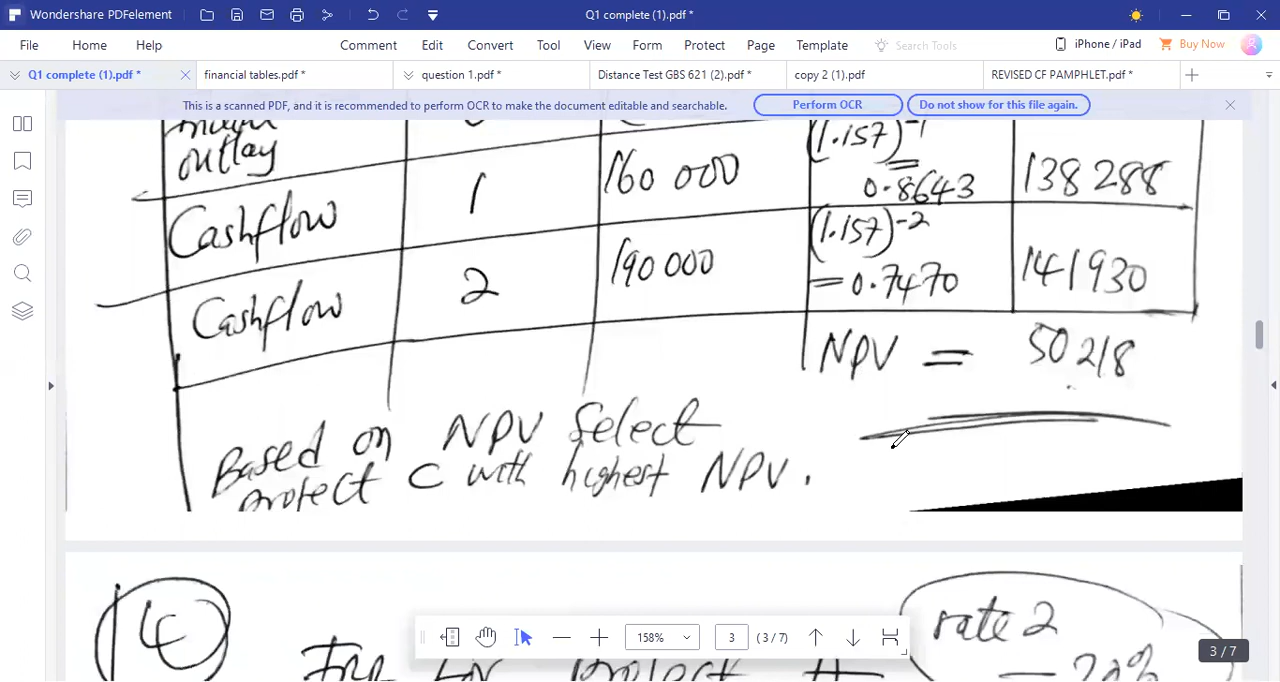 Wondershare PDFelement
Q1 complete (1).pdf *
File Home Help Comment Edit Convert Tool View Form Protect Page Template Search Tools iPhone / iPad Buy Now
Q1 complete (1).pdf * financial tables.pdf * question 1.pdf * Distance Test GBS 621 (2).pdf * copy 2 (1).pdf REVISED CF PAMPHLET.pdf *
This is a scanned PDF, and it is recommended to perform OCR to make the document editable and searchable. Perform OCR Do not show for this file again.
outlay (1.157)⁻¹
Cashflow 1 160 000 0.8643 138 288
(1.157)⁻²
Cashflow 2 190 000 = 0.7470 141 930
NPV = 50 218
Based on NPV Select
project C with highest NPV.
rate 2
158% 3 (3 / 7)
3 / 7